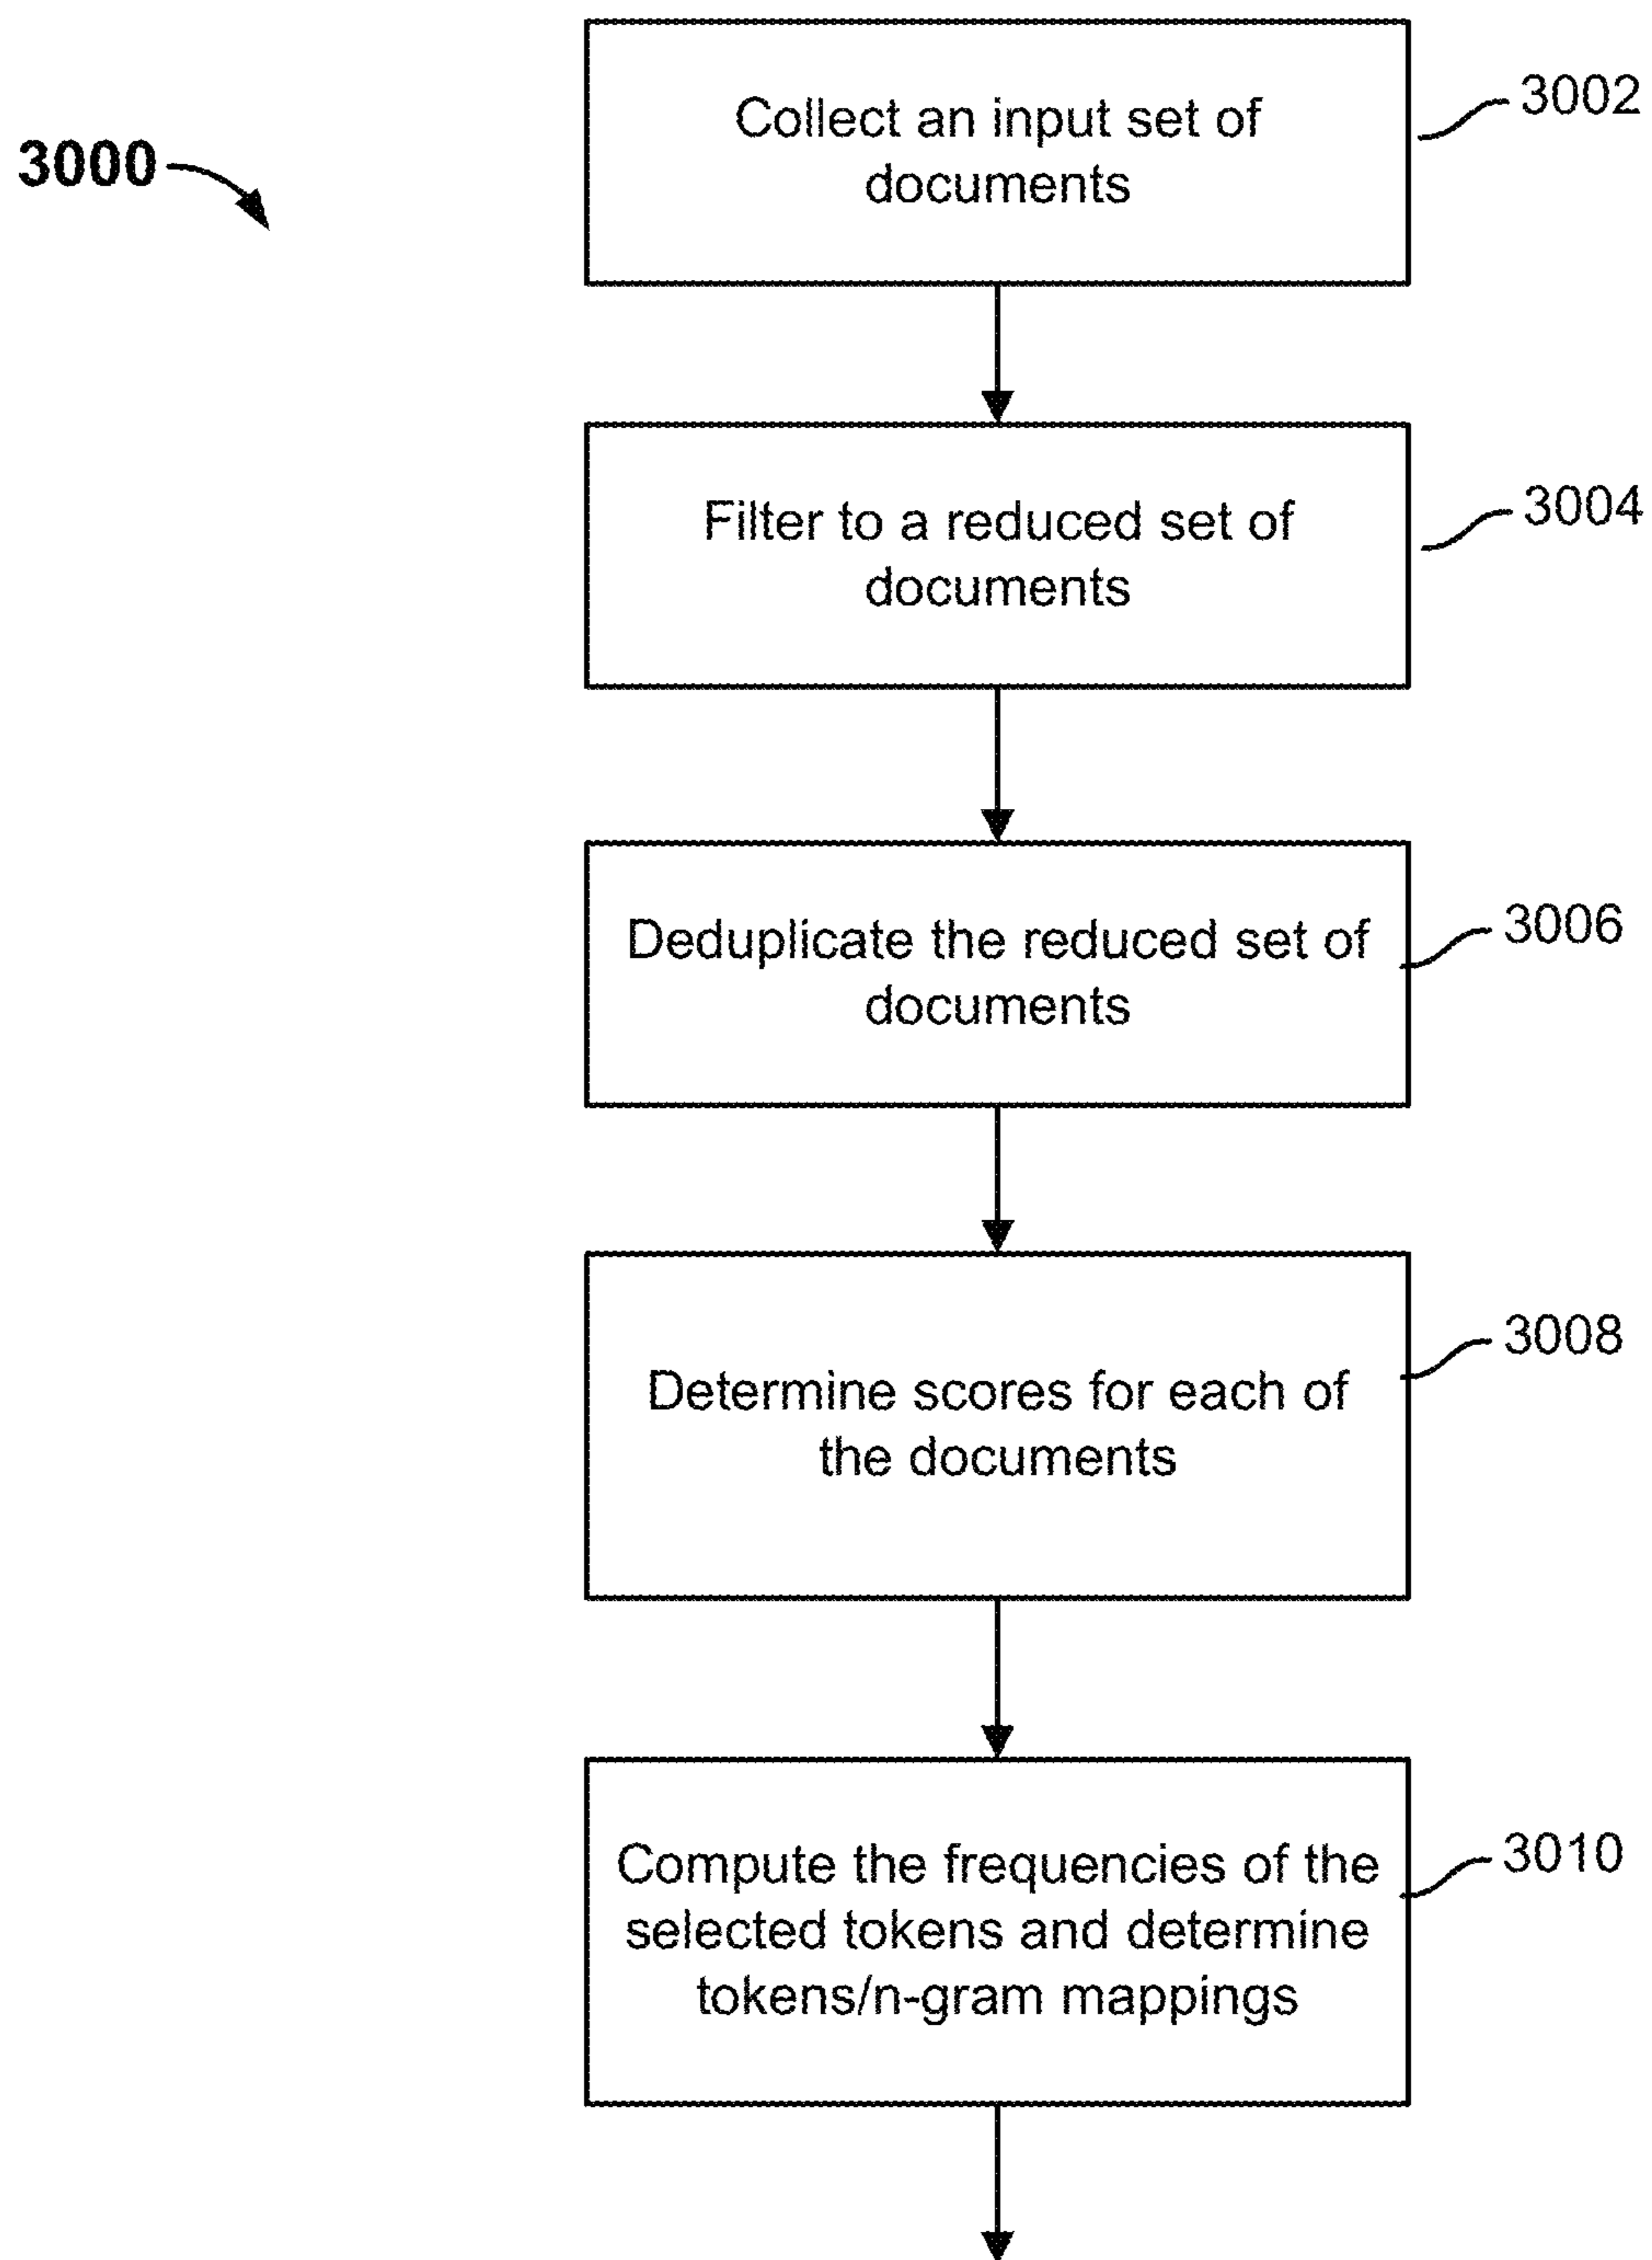 3000
Collect an input set of
documents
3002
Filter to a reduced set of
documents
3004
Deduplicate the reduced set of
documents
3006
Determine scores for each of
the documents
3008
Compute the frequencies of the
selected tokens and determine
tokens/n-gram mappings
3010